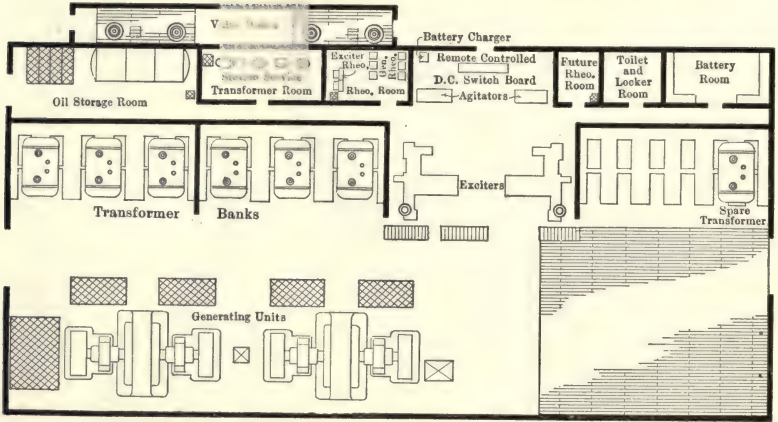 Battery Charger
Exciter
Rheo.
Gen.
Rheo.
Rheo. Room
Remote Controlled
D.C. Switch Board
Agitators
Future
Rheo.
Room
Toilet
and
Locker
Room
Battery
Room
Oil Storage Room
Transformer Room
Exciters
Transformer Banks
Spare
Transformer
Generating Units